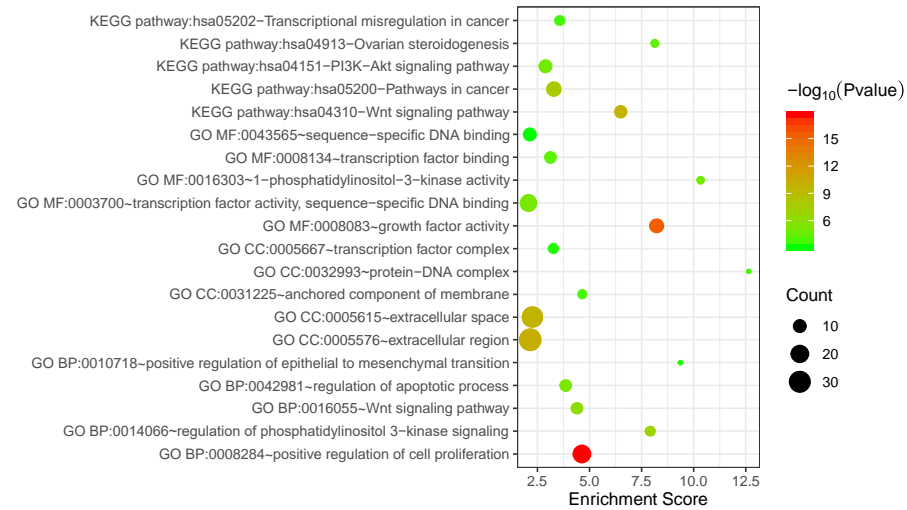 KEGG pathway:hsa05202−Transcriptional misregulation in cancer
KEGG pathway:hsa04913−Ovarian steroidogenesis
KEGG pathway:hsa04151−PI3K−Akt signaling pathway
KEGG pathway:hsa05200−Pathways in cancer
KEGG pathway:hsa04310−Wnt signaling pathway
GO MF:0043565~sequence−specific DNA binding
GO MF:0008134~transcription factor binding
GO MF:0016303~1−phosphatidylinositol−3−kinase activity
GO MF:0003700~transcription factor activity, sequence−specific DNA binding
GO MF:0008083~growth factor activity
GO CC:0005667~transcription factor complex
GO CC:0032993~protein−DNA complex
GO CC:0031225~anchored component of membrane
GO CC:0005615~extracellular space
GO CC:0005576~extracellular region
GO BP:0010718~positive regulation of epithelial to mesenchymal transition
GO BP:0042981~regulation of apoptotic process
GO BP:0016055~Wnt signaling pathway
GO BP:0014066~regulation of phosphatidylinositol 3−kinase signaling
GO BP:0008284~positive regulation of cell proliferation
2.5 5.0 7.5 10.0 12.5
Enrichment Score
−log₁₀(Pvalue)
15
12
9
6
Count
10
20
30